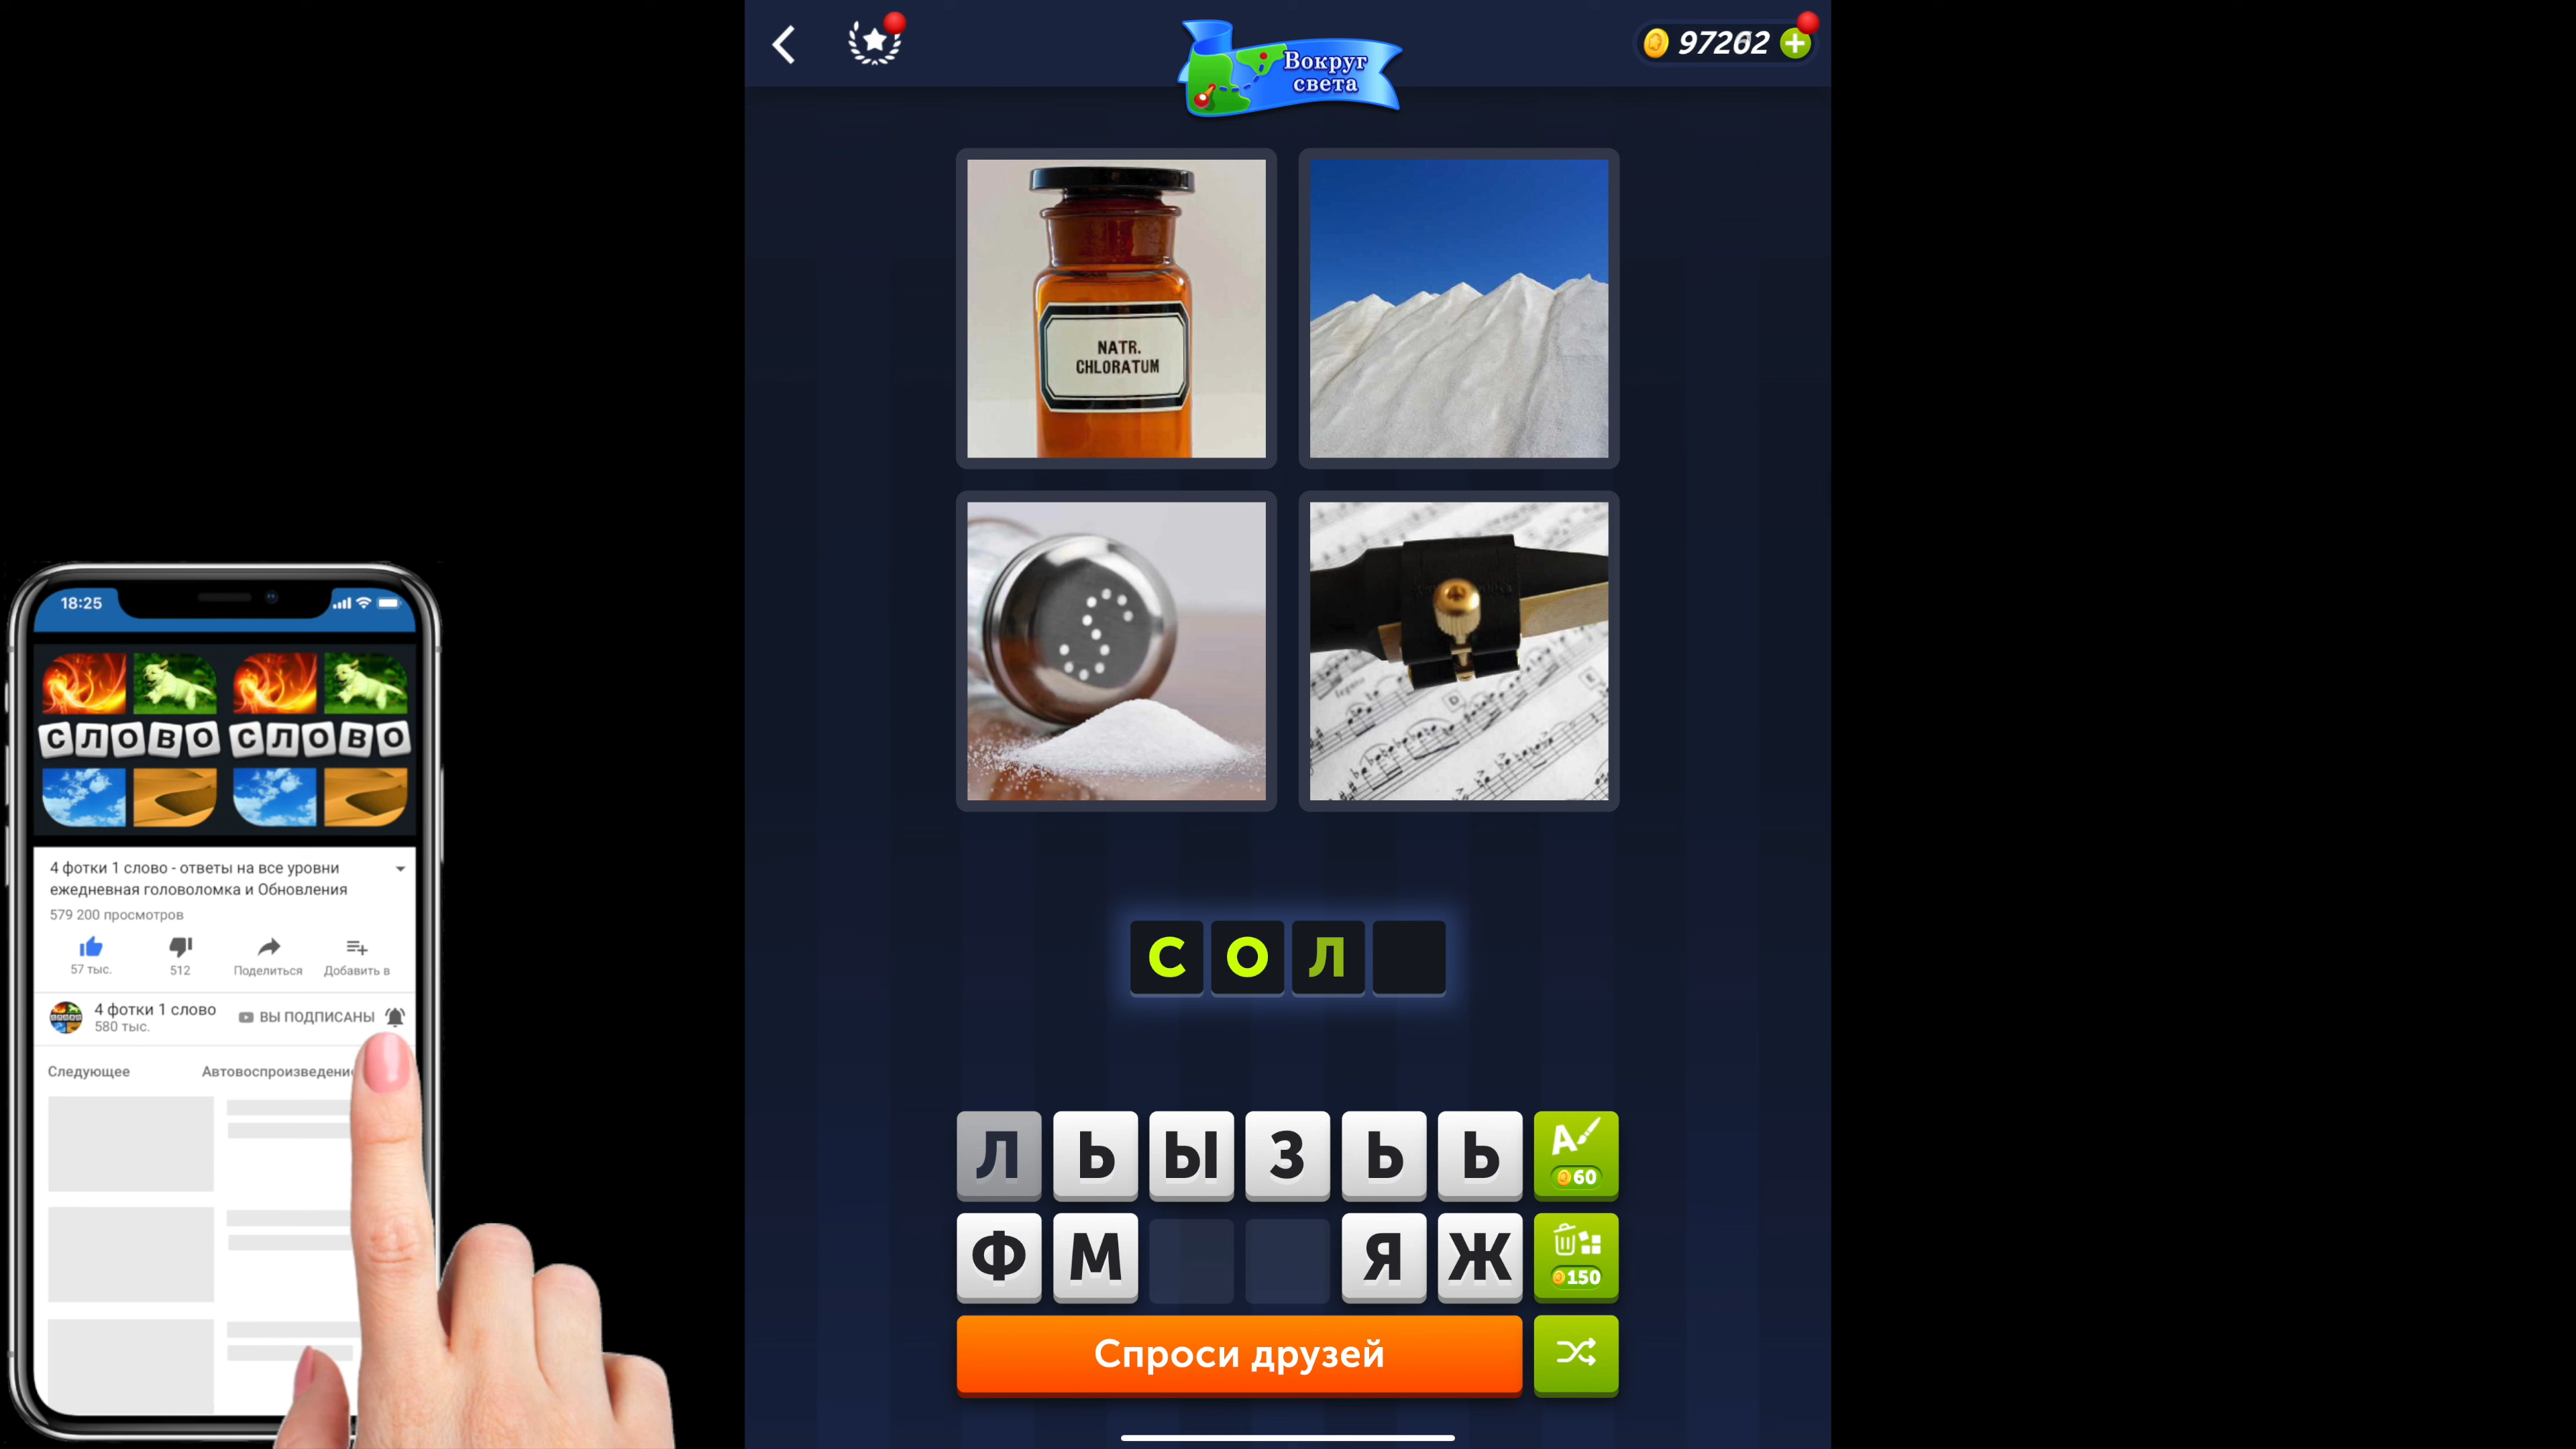 Вокруг
света
97262
NATR.
CHLORATUM
S
D
E
С О Л
Л Ь Ы З Ь Ь
A
60
Ф М Я Ж
150
Спроси друзей
18:25
СЛОВО СЛОВО
4 фотки 1 слово - ответы на все уровни
ежедневная головоломка и Обновления
579 200 просмотров
57 тыс.
512
Поделиться
Добавить в
4 фотки 1 слово
580 тыс.
ВЫ ПОДПИСАНЫ
Следующее